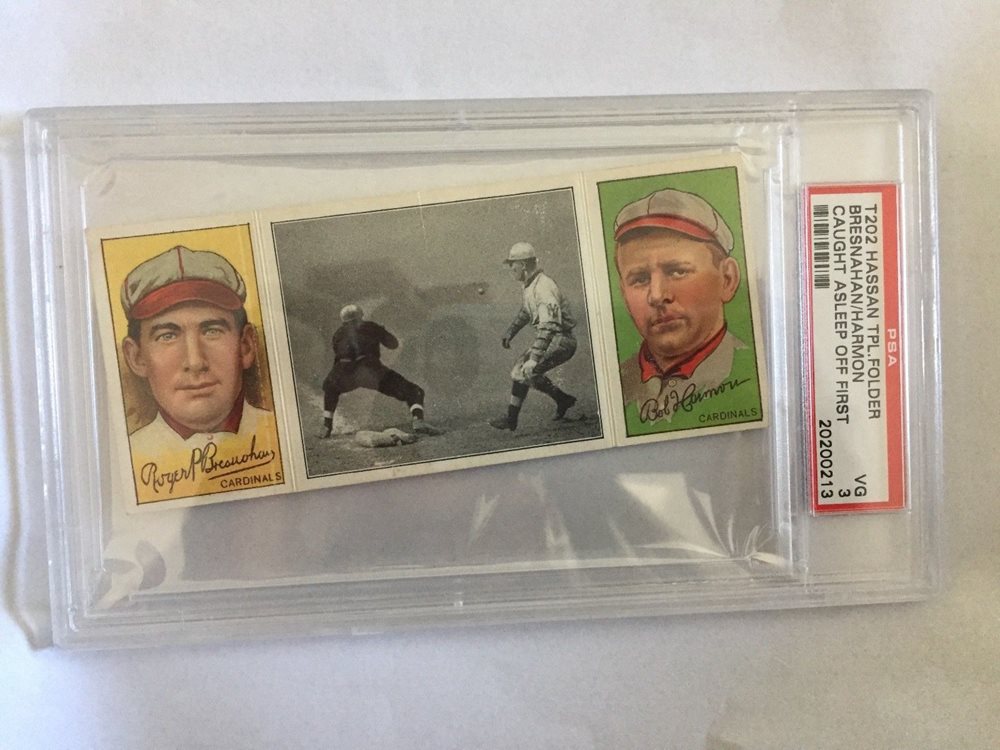 Roger P Bresnahan
CARDINALS
Bob Harmon
CARDINALS
PSA
T202 HASSAN TPL.FOLDER
BRESNAHAN/HARMON VG
CAUGHT ASLEEP OFF FIRST 3
20200213